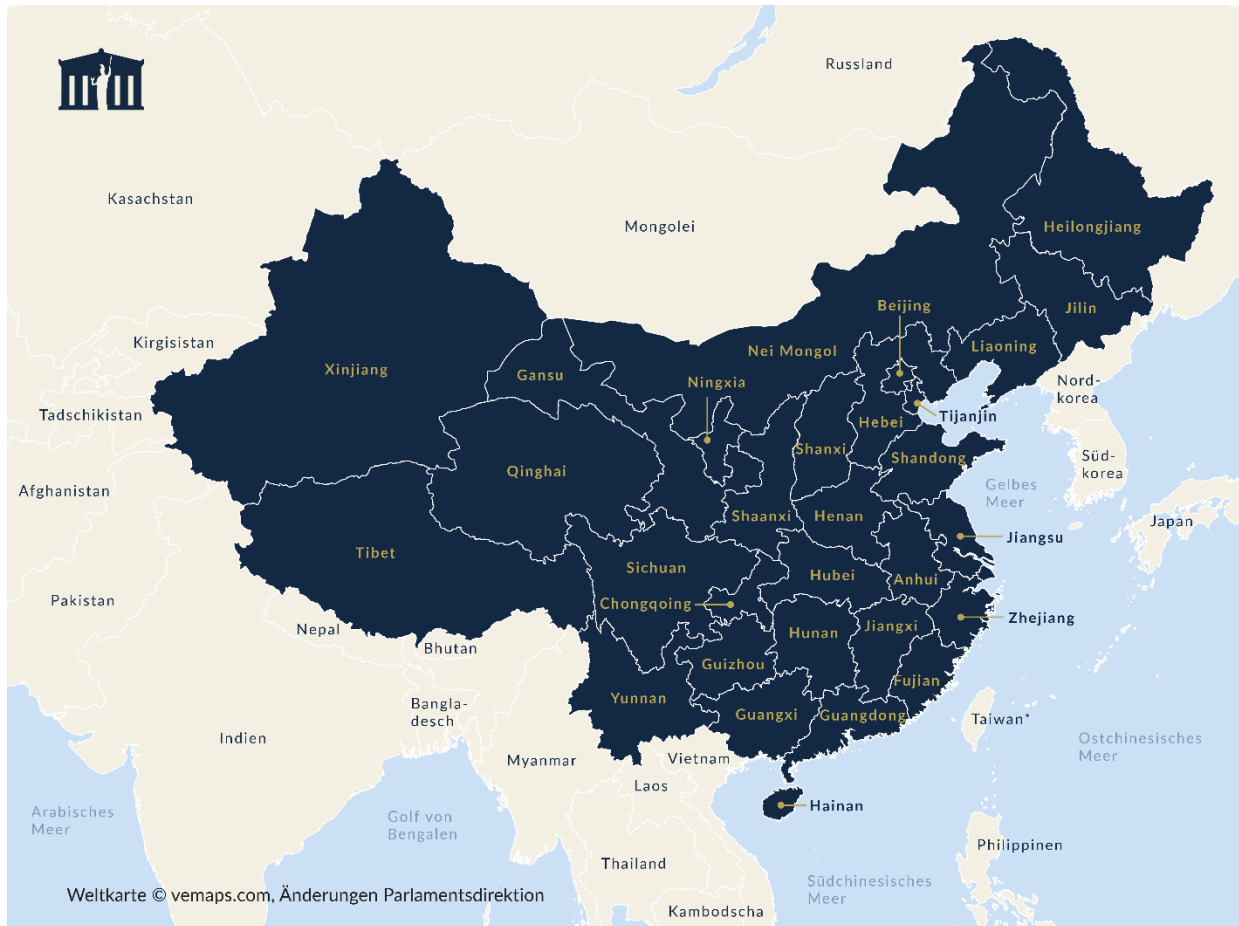 Russland
Kasachstan
Mongolei
Heilongjiang
Beijing
Jilin
Kirgisistan
Liaoning
Nei Mongol
Xinjiang
Gansu
Ningxia
Nord-
korea
Tadschikistan
Tijanjin
Hebei
Shanxi
Shandong
Süd-
korea
Qinghai
Afghanistan
Gelbes
Meer
Shaanxi
Henan
Japan
Jiangsu
Tibet
Sichuan
Hubei
Anhui
Pakistan
Chongqoing
Zhejiang
Nepal
Hunan
Jiangxi
Bhutan
Guizhou
Fujian
Yunnan
Bangla-
desch
Guangxi
Guangdong
Taiwan*
Indien
Ostchinesisches
Meer
Myanmar
Vietnam
Laos
Hainan
Arabisches
Meer
Golf von
Bengalen
Philippinen
Thailand
Südchinesisches
Meer
Weltkarte © vemaps.com, Änderungen Parlamentsdirektion
Kambodscha